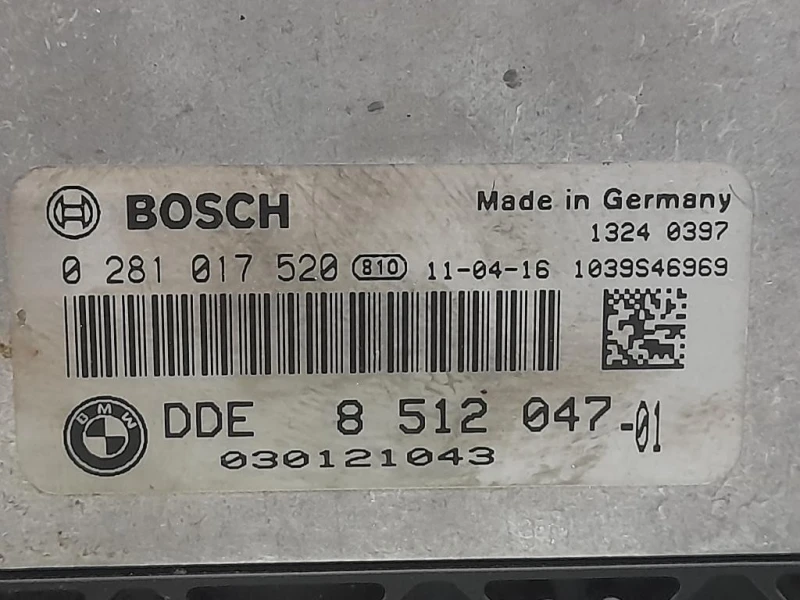 BOSCH
Made in Germany
1324 0397
0 281 017 520 810 11-04-16 1039S46969
BMW
DDE 8 512 047-01
030121043